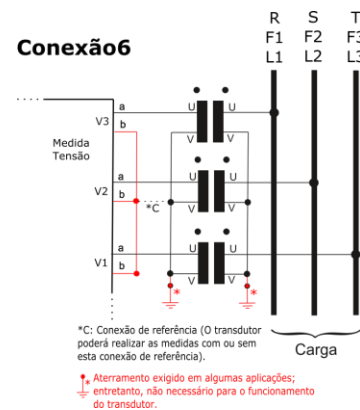 Conexão6
R S T
F1 F2 F3
L1 L2 L3
a U U
V3 b V V
Medida
Tensão
a U U
V2 b V V
*C
a U U
V1 b V V
* *
*C: Conexão de referência (O transdutor
poderá realizar as medidas com ou sem
esta conexão de referência).
Carga
* Aterramento exigido em algumas aplicações;
entretanto, não necessário para o funcionamento
do transdutor.